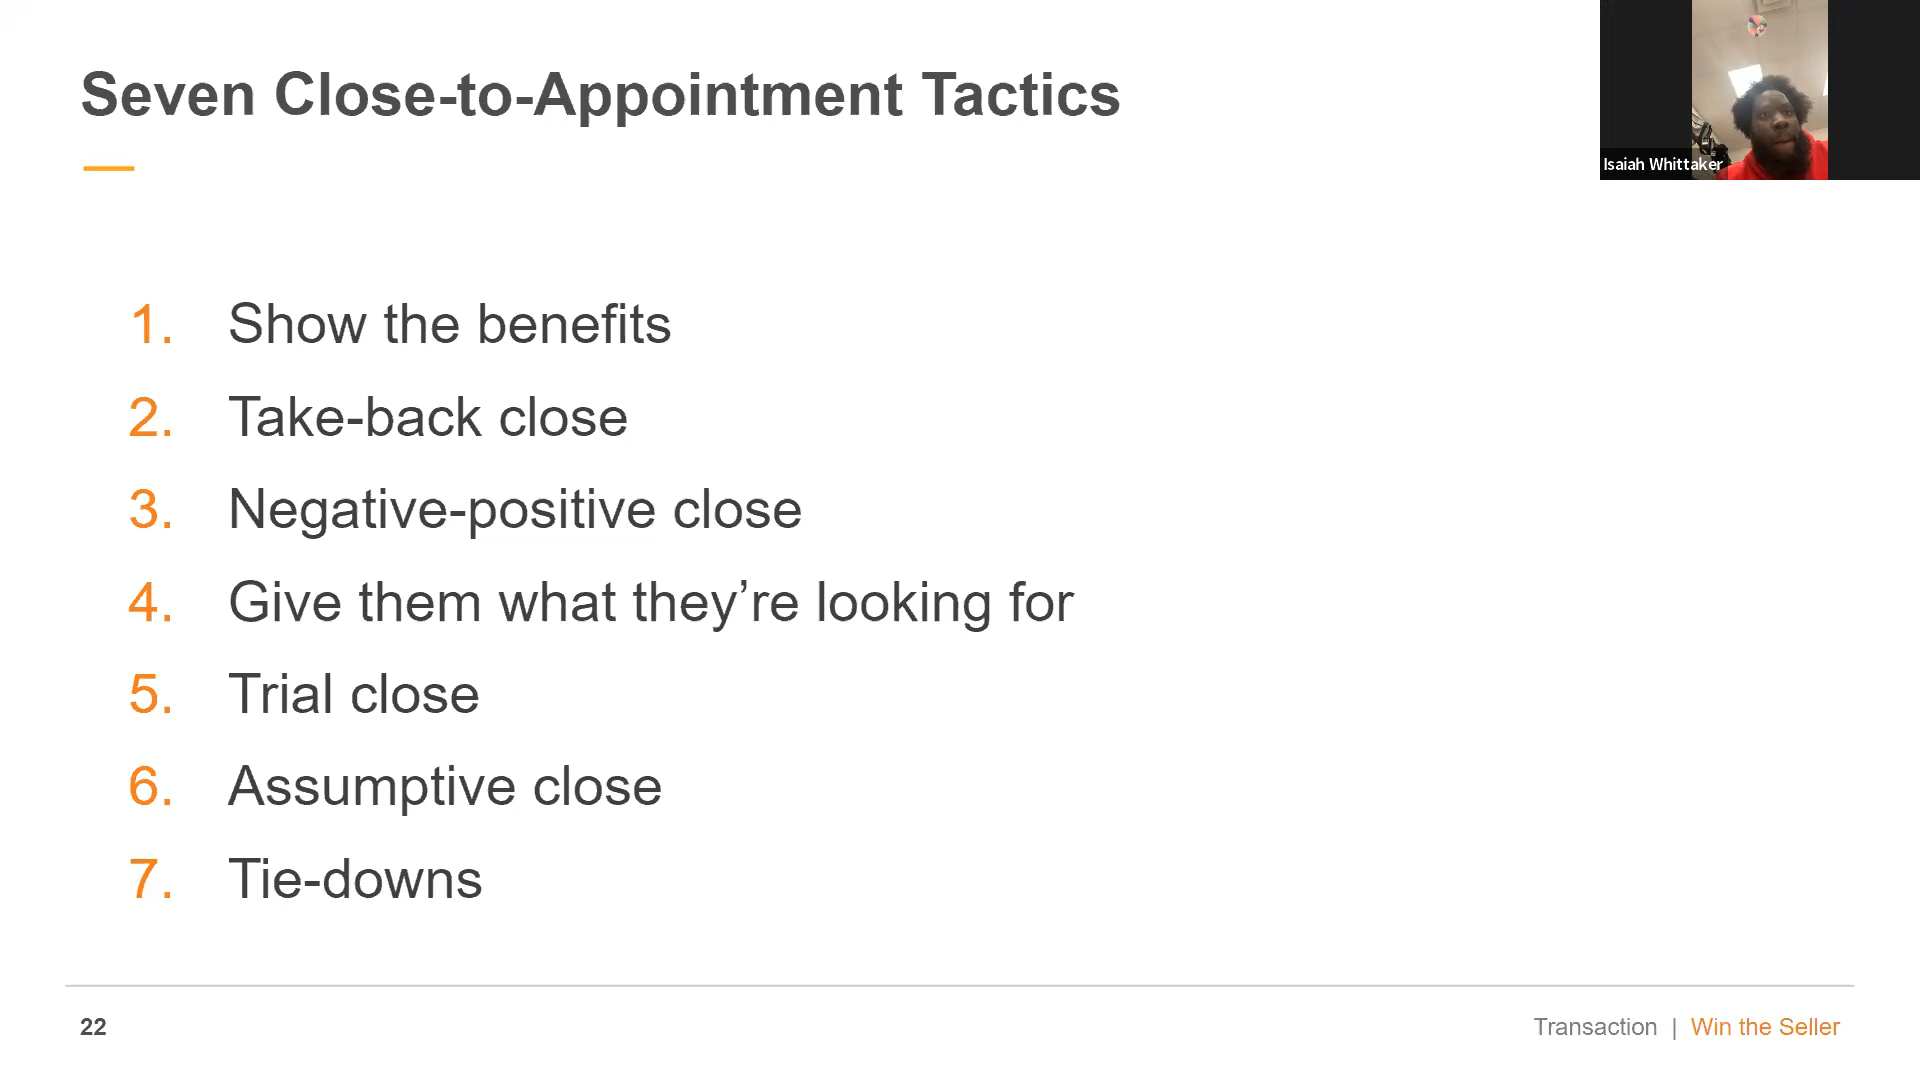 Seven Close-to-Appointment Tactics
Isaiah Whittaker
1. Show the benefits
2. Take-back close
3. Negative-positive close
4. Give them what they’re looking for
5. Trial close
6. Assumptive close
7. Tie-downs
22
Transaction | Win the Seller